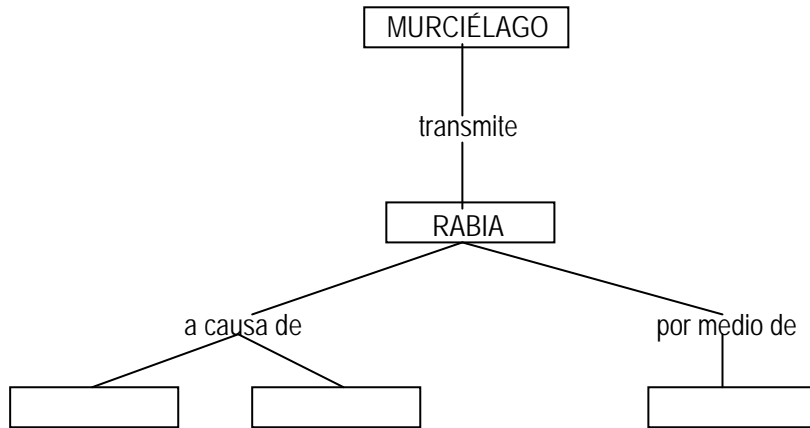 MURCIÉLAGO
transmite
RABIA
a causa de
por medio de